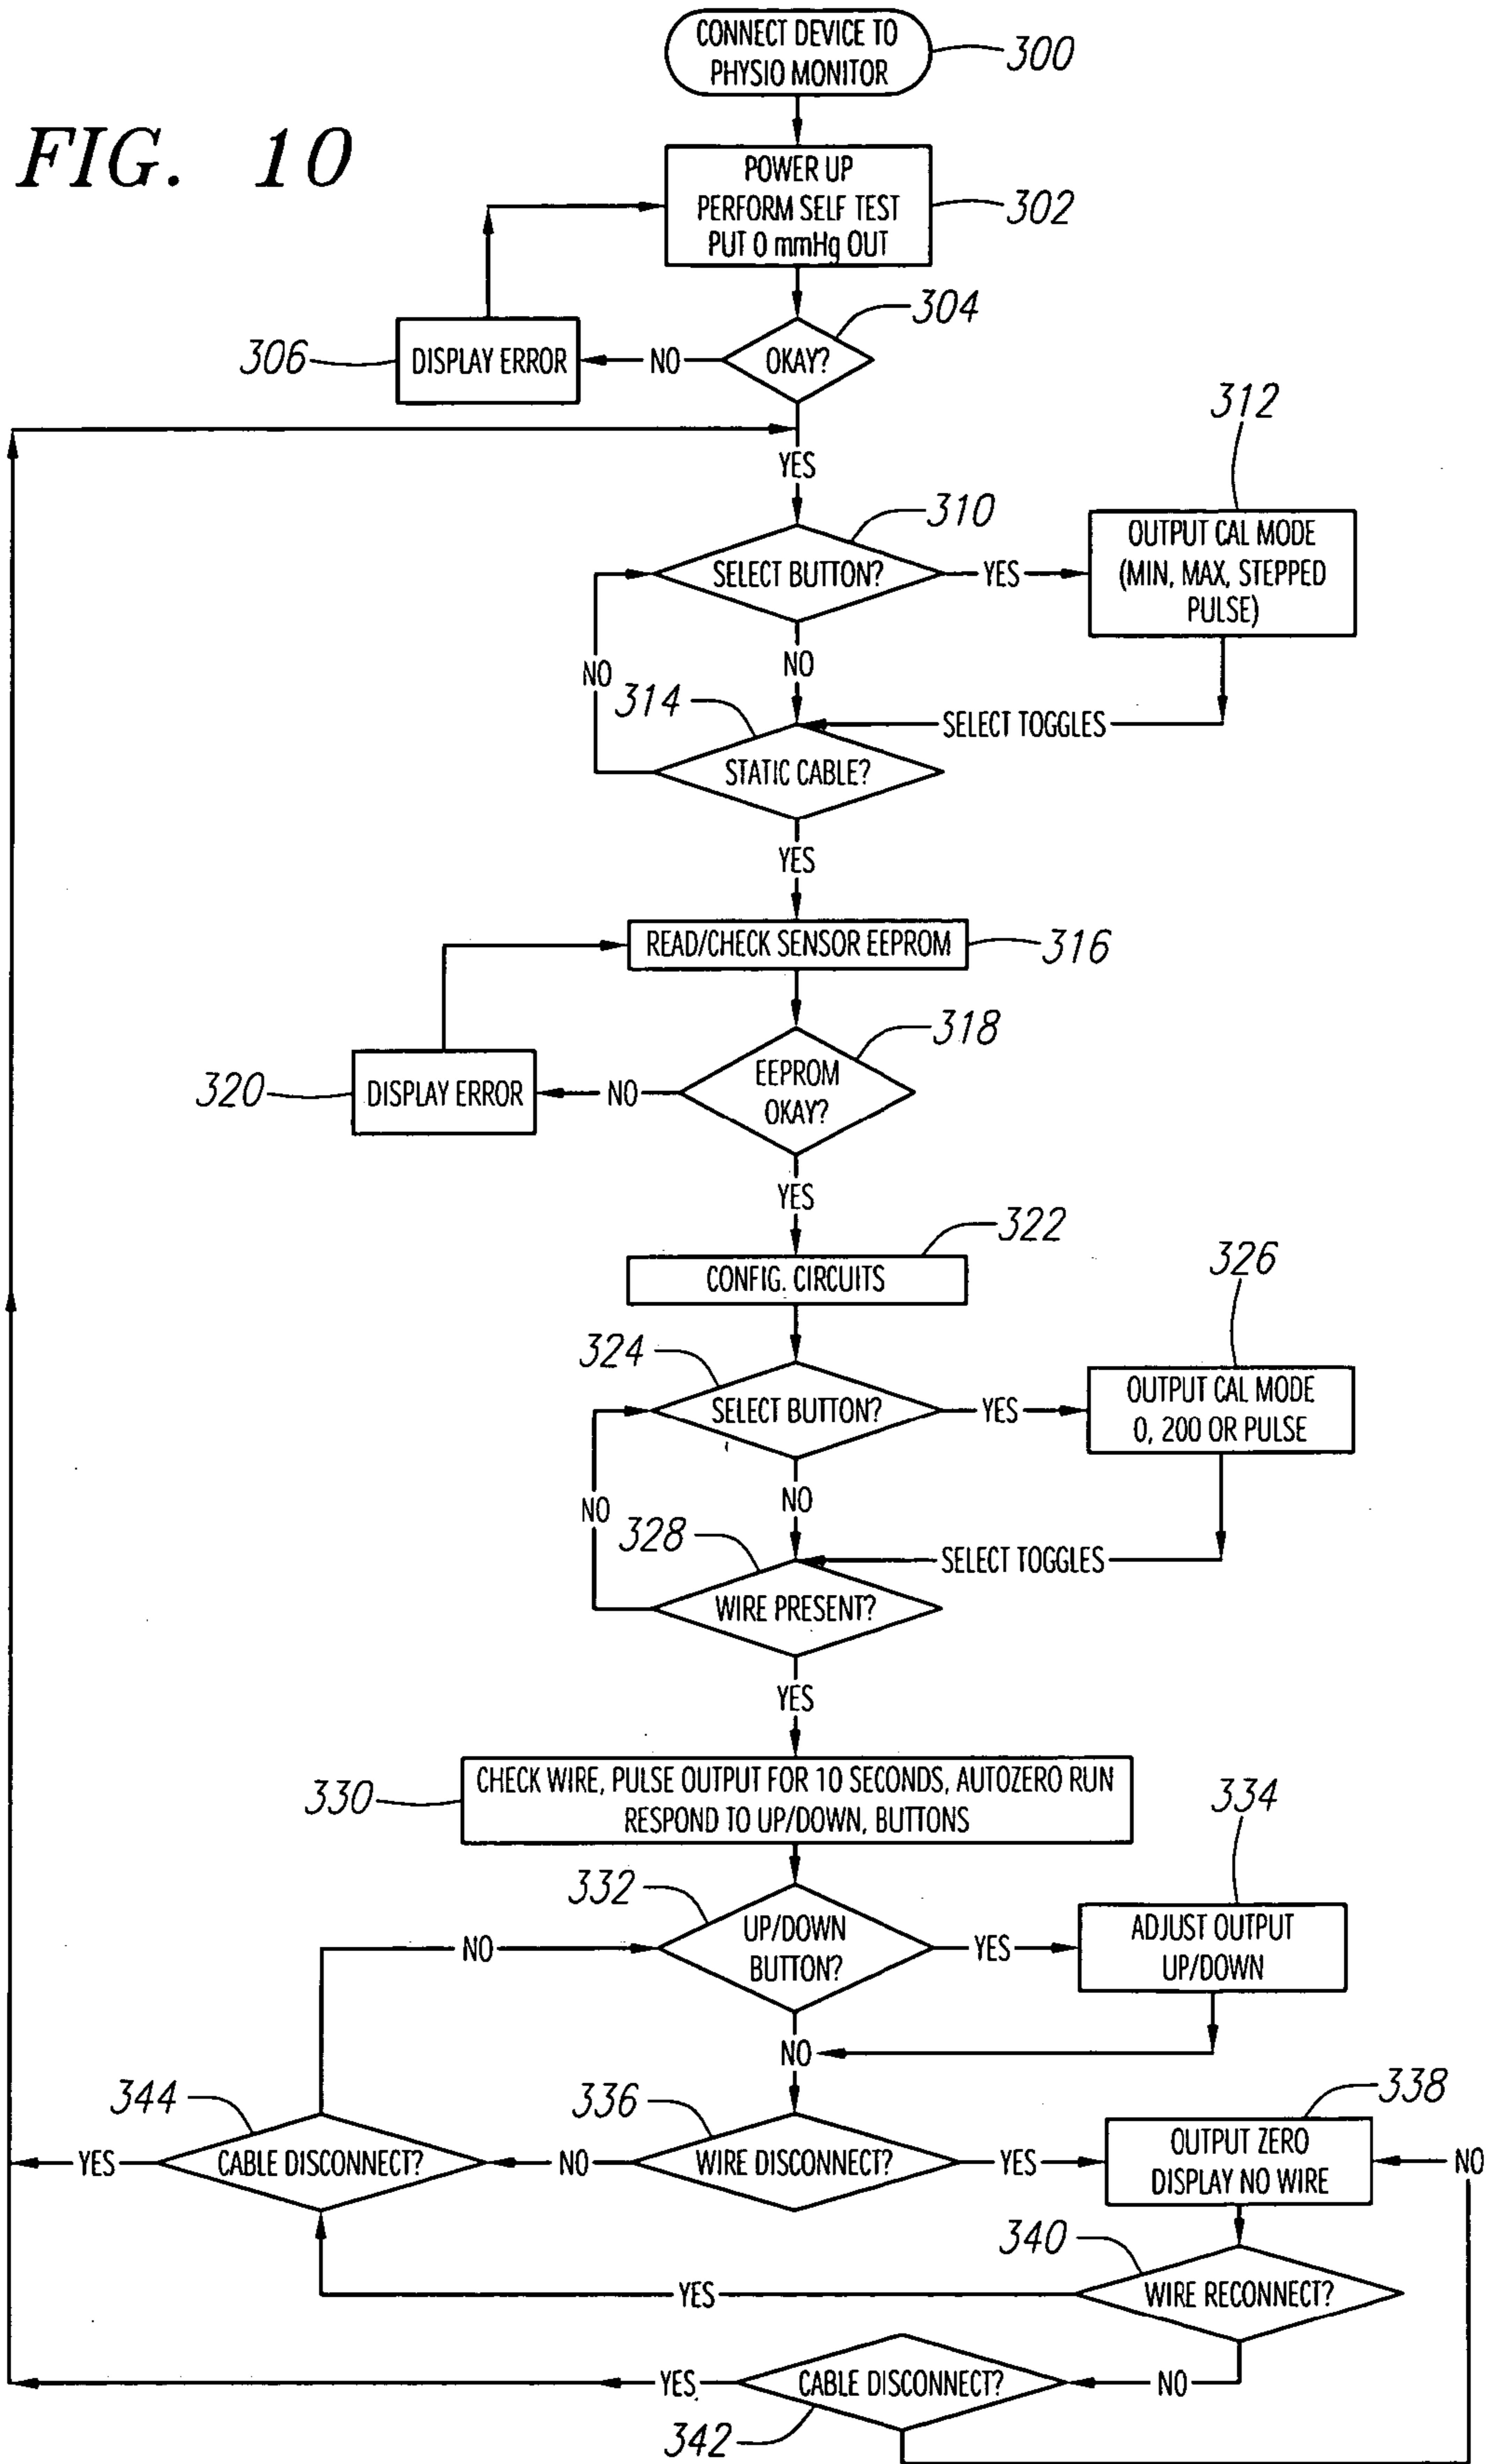 CONNECT DEVICE TO
PHYSIO MONITOR
300
FIG. 10
POWER UP
PERFORM SELF TEST
PUT 0 mmHg OUT
302
304
306
DISPLAY ERROR
NO
OKAY?
312
YES
310
SELECT BUTTON?
YES
OUTPUT CAL MODE
(MIN, MAX, STEPPED
PULSE)
NO
NO
314
SELECT TOGGLES
STATIC CABLE?
YES
READ/CHECK SENSOR EEPROM
316
318
320
DISPLAY ERROR
NO
EEPROM
OKAY?
YES
322
CONFIG. CIRCUITS
326
324
SELECT BUTTON?
YES
OUTPUT CAL MODE
0, 200 OR PULSE
NO
NO
328
SELECT TOGGLES
WIRE PRESENT?
YES
330
CHECK WIRE, PULSE OUTPUT FOR 10 SECONDS, AUTOZERO RUN
RESPOND TO UP/DOWN, BUTTONS
334
332
NO
UP/DOWN
BUTTON?
YES
ADJUST OUTPUT
UP/DOWN
NO
344
336
338
YES
CABLE DISCONNECT?
NO
WIRE DISCONNECT?
YES
OUTPUT ZERO
DISPLAY NO WIRE
NO
340
YES
WIRE RECONNECT?
YES
CABLE DISCONNECT?
NO
342